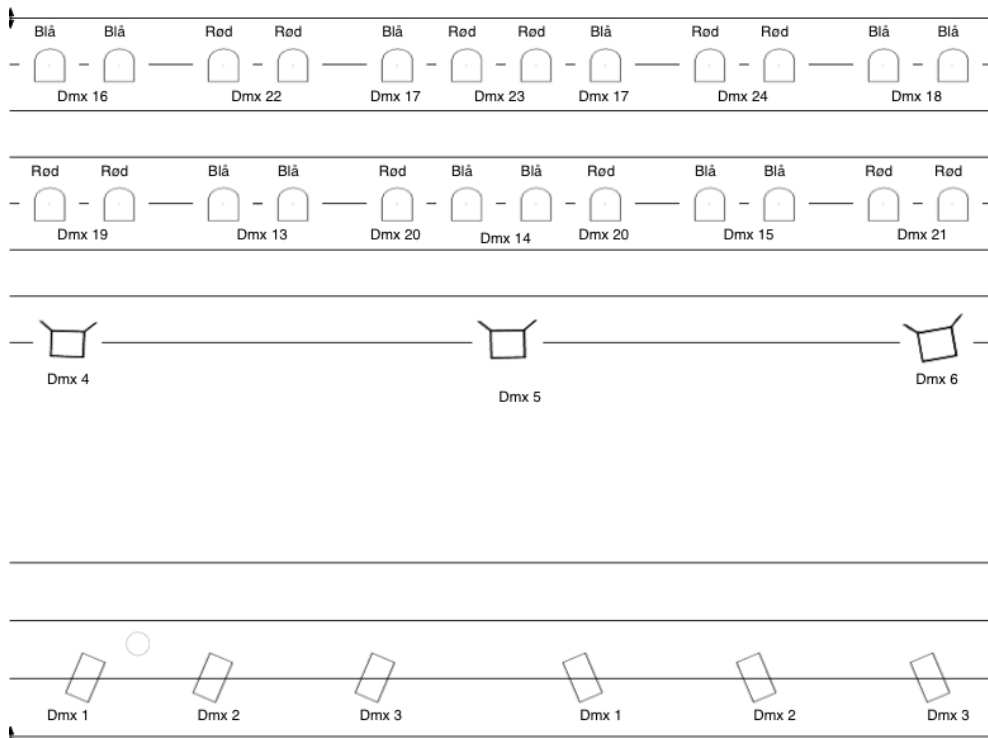 Blå Blå Rød Rød Blå Rød Rød Blå Rød Rød Blå Blå
Dmx 16 Dmx 22 Dmx 17 Dmx 23 Dmx 17 Dmx 24 Dmx 18
Rød Rød Blå Blå Rød Blå Blå Rød Blå Blå Rød Rød
Dmx 19 Dmx 13 Dmx 20 Dmx 14 Dmx 20 Dmx 15 Dmx 21
Dmx 4 Dmx 5 Dmx 6
Dmx 1 Dmx 2 Dmx 3 Dmx 1 Dmx 2 Dmx 3